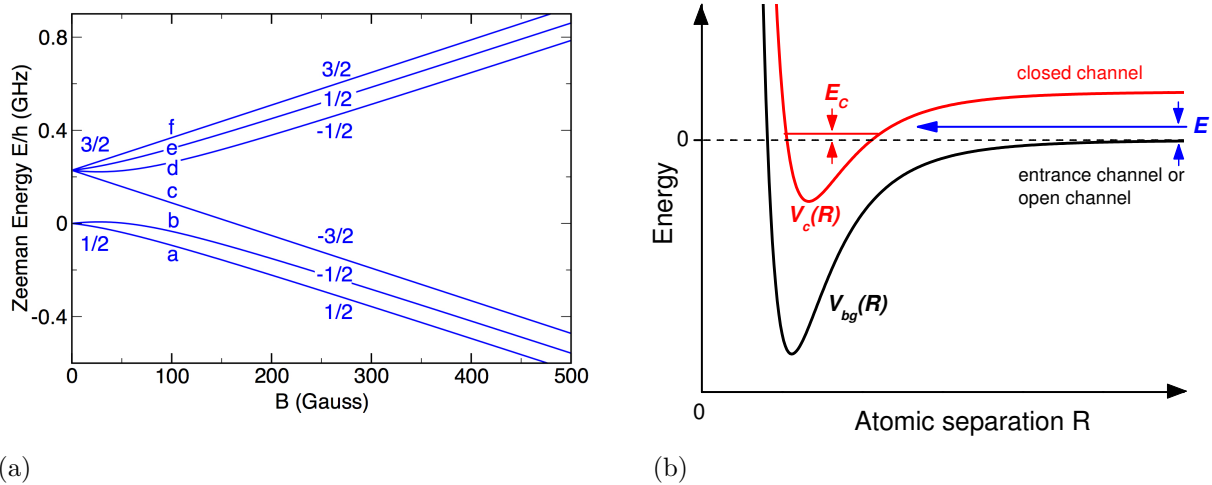 0.8
0.4
0
-0.4
Zeeman Energy E/h (GHz)
3/2
f
e
d
c
b
a
1/2
3/2
1/2
-1/2
-3/2
-1/2
1/2
0 100 200 300 400 500
B (Gauss)
(a)
Energy
0
closed channel
E_C
E
entrance channel or
open channel
V_c(R)
V_bg(R)
0
Atomic separation R
(b)